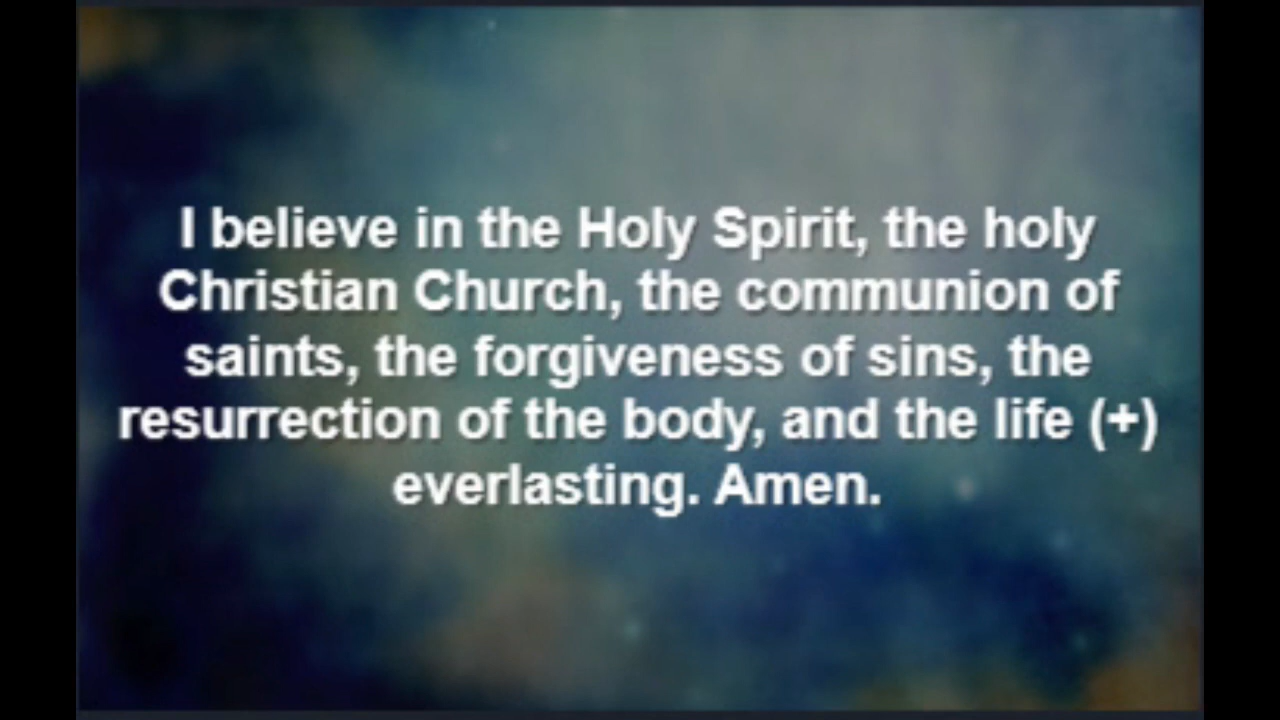 I believe in the Holy Spirit, the holy
Christian Church, the communion of
saints, the forgiveness of sins, the
resurrection of the body, and the life (+)
everlasting. Amen.